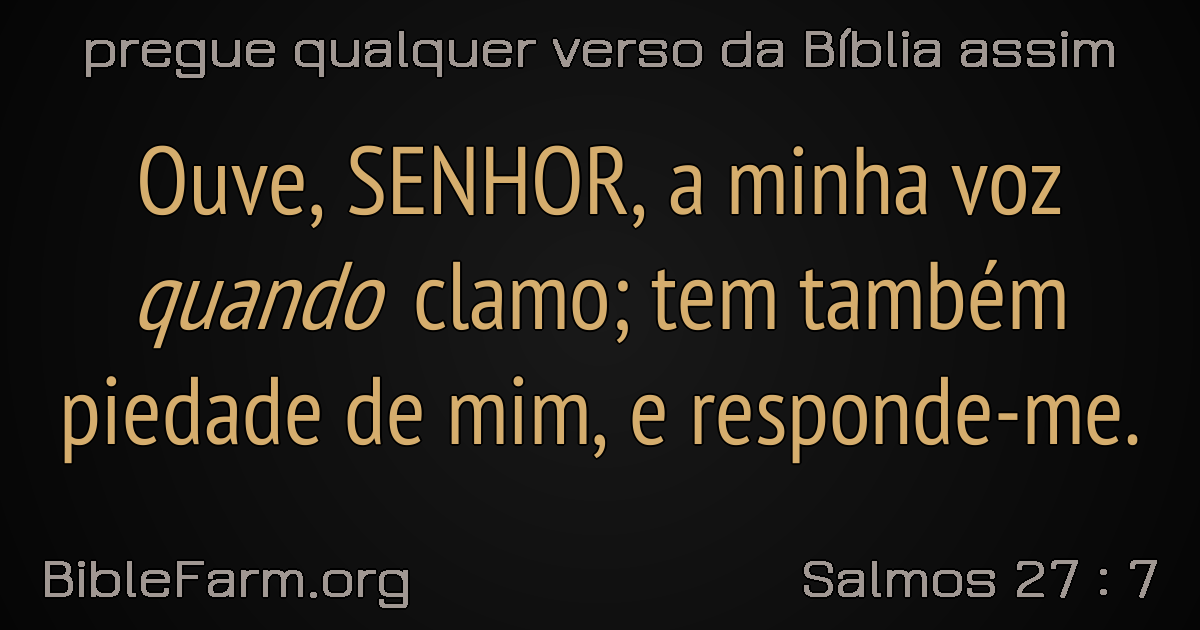 pregue qualquer verso da Bíblia assim
Ouve, SENHOR, a minha voz
quando clamo; tem também
piedade de mim, e responde-me.
BibleFarm.org
Salmos 27 : 7